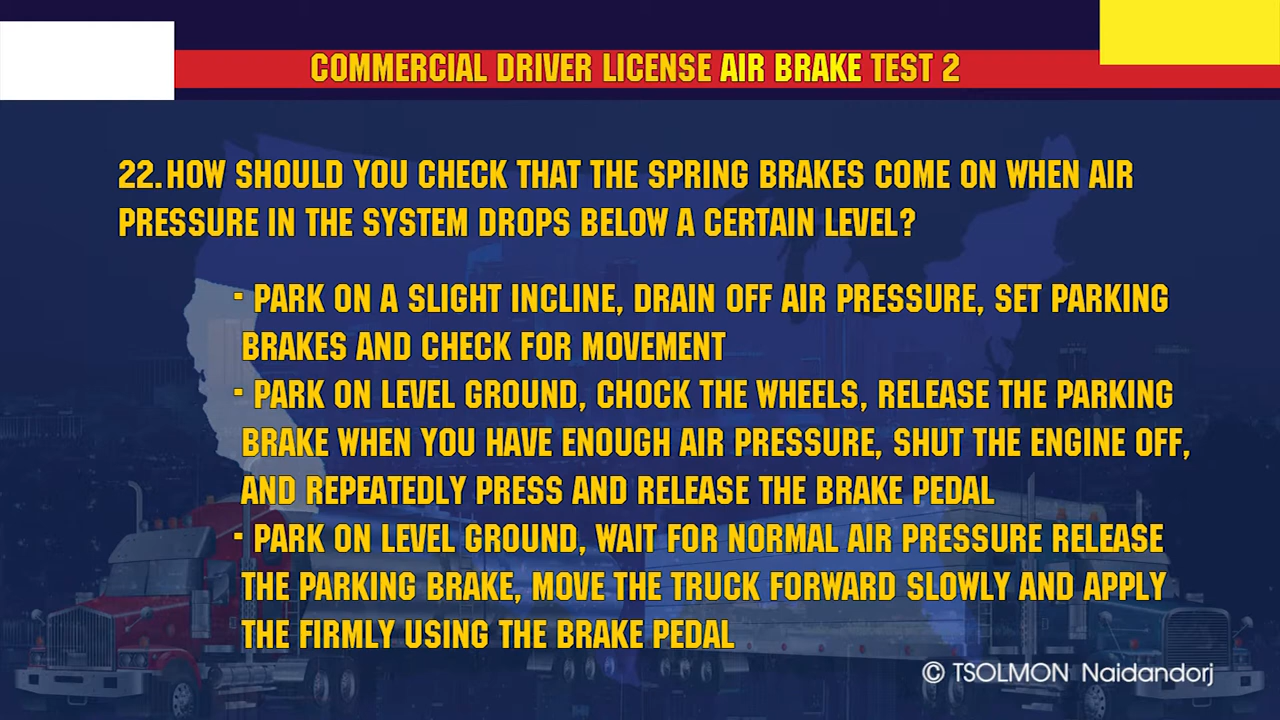 COMMERCIAL DRIVER LICENSE AIR BRAKE TEST 2
22. HOW SHOULD YOU CHECK THAT THE SPRING BRAKES COME ON WHEN AIR
PRESSURE IN THE SYSTEM DROPS BELOW A CERTAIN LEVEL?
- PARK ON A SLIGHT INCLINE, DRAIN OFF AIR PRESSURE, SET PARKING
BRAKES AND CHECK FOR MOVEMENT
- PARK ON LEVEL GROUND, CHOCK THE WHEELS, RELEASE THE PARKING
BRAKE WHEN YOU HAVE ENOUGH AIR PRESSURE, SHUT THE ENGINE OFF,
AND REPEATEDLY PRESS AND RELEASE THE BRAKE PEDAL
- PARK ON LEVEL GROUND, WAIT FOR NORMAL AIR PRESSURE RELEASE
THE PARKING BRAKE, MOVE THE TRUCK FORWARD SLOWLY AND APPLY
THE FIRMLY USING THE BRAKE PEDAL
© TSOLMON Naidandorj